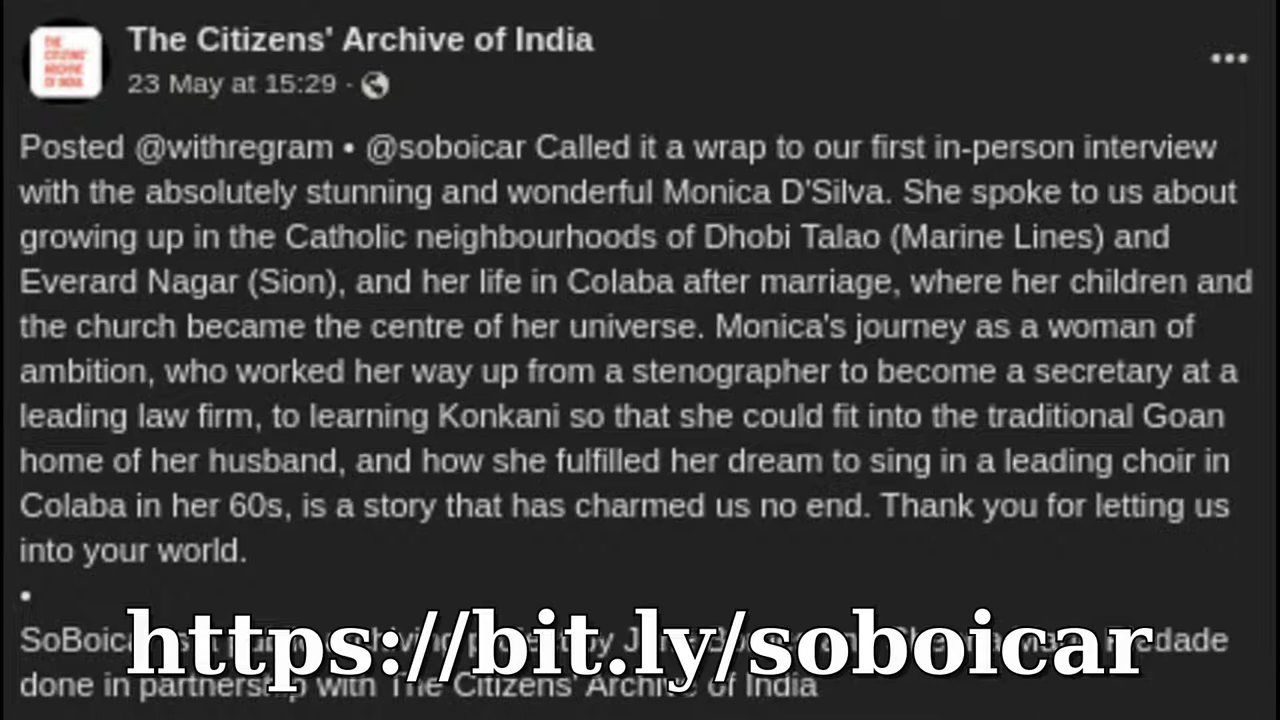 THE CITIZENS' ARCHIVE OF INDIA
The Citizens' Archive of India
23 May at 15:29 ·
Posted @withregram • @soboicar Called it a wrap to our first in-person interview
with the absolutely stunning and wonderful Monica D'Silva. She spoke to us about
growing up in the Catholic neighbourhoods of Dhobi Talao (Marine Lines) and
Everard Nagar (Sion), and her life in Colaba after marriage, where her children and
the church became the centre of her universe. Monica's journey as a woman of
ambition, who worked her way up from a stenographer to become a secretary at a
leading law firm, to learning Konkani so that she could fit into the traditional Goan
home of her husband, and how she fulfilled her dream to sing in a leading choir in
Colaba in her 60s, is a story that has charmed us no end. Thank you for letting us
into your world.
•
by
https://bit.ly/soboicar
done in partnership with The Citizens' Archive of India